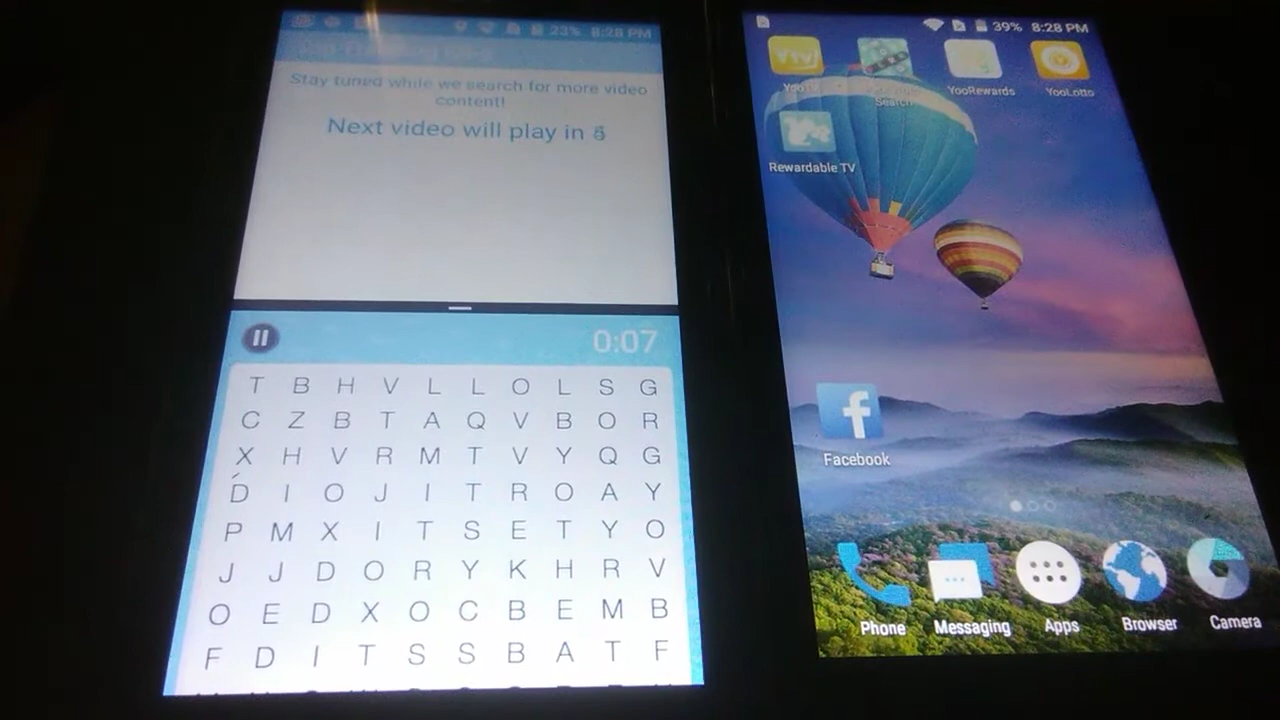 23% 8:28 PM
Stay tuned while we search for more video
content!
Next video will play in
0:07
T B H V L L O L S G
C Z B T A Q V B O R
X H V R M T V Y Q G
D I O J I T R O A Y
P M X I T S E T Y O
J J D O R Y K H R V
O E D X O C B E M B
F D I T S S B A T F
39% 8:28 PM
Search
YooRewards
YooLotto
Rewardable TV
Facebook
Phone
Messaging
Apps
Browser
Camera